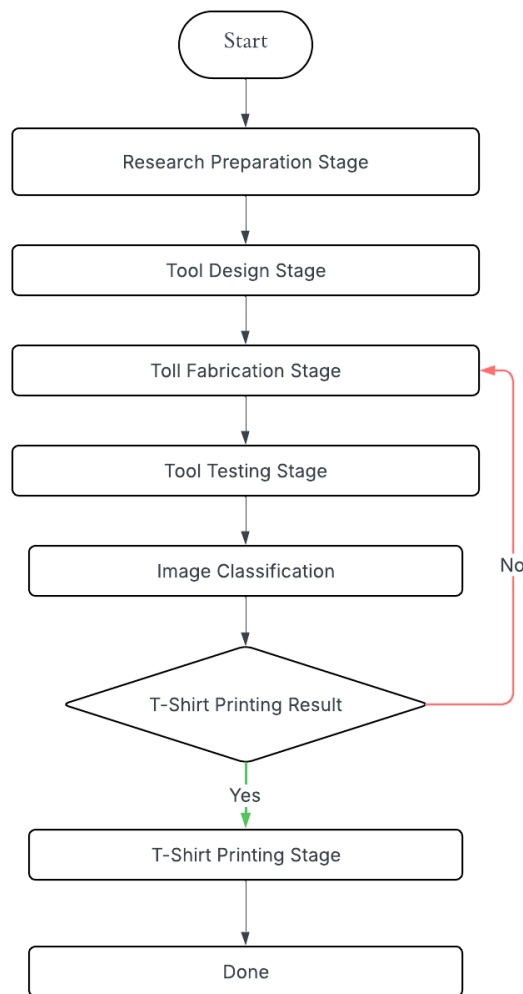 Start
Research Preparation Stage
Tool Design Stage
Toll Fabrication Stage
Tool Testing Stage
Image Classification
No
T-Shirt Printing Result
Yes
T-Shirt Printing Stage
Done